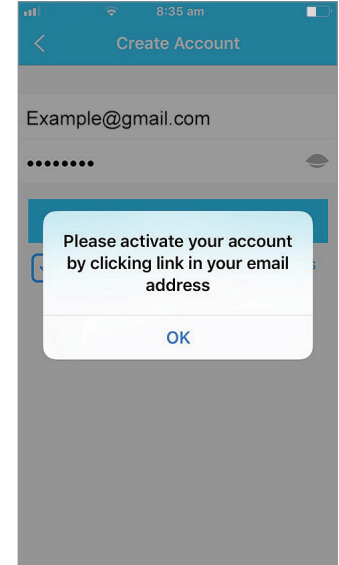 8:35 am
Create Account
Example@gmail.com
••••••••
Please activate your account
by clicking link in your email
address
OK